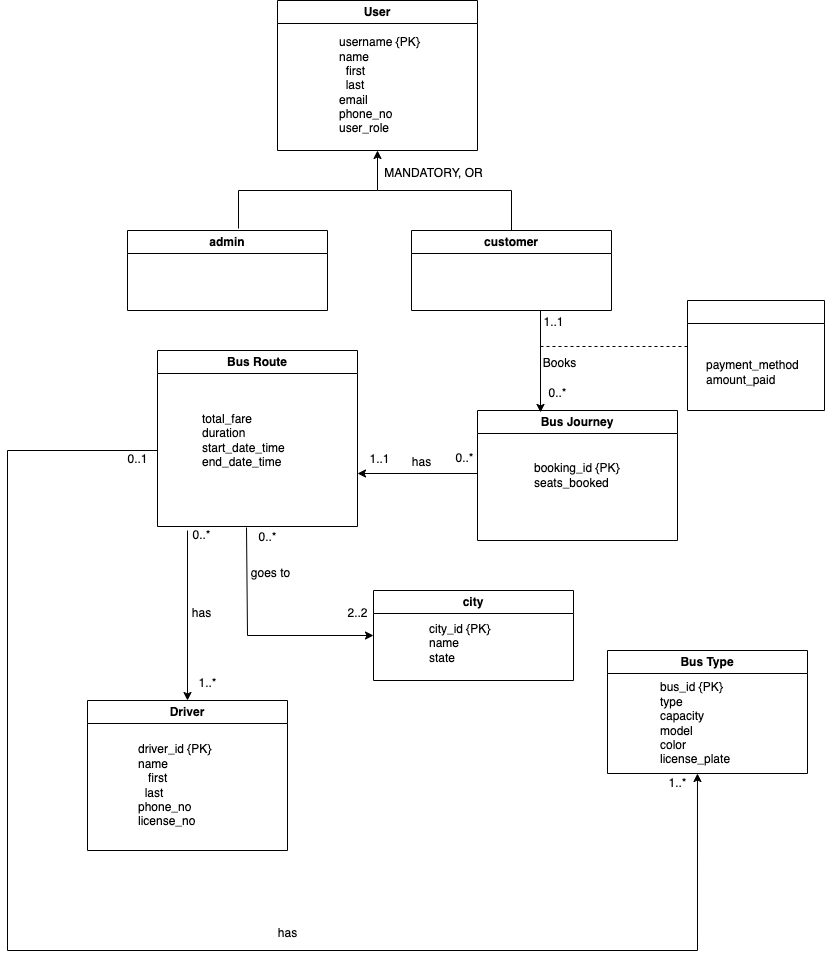 User
username {PK}
name
first
last
email
phone_no
user_role
MANDATORY, OR
admin
customer
1..1
Books
0..*
payment_method
amount_paid
Bus Route
total_fare
duration
start_date_time
end_date_time
0..1
1..1
has
0..*
Bus Journey
booking_id {PK}
seats_booked
0..*
0..*
goes to
has
2..2
1..*
city
city_id {PK}
name
state
Driver
driver_id {PK}
name
first
last
phone_no
license_no
Bus Type
bus_id {PK}
type
capacity
model
color
license_plate
1..*
has